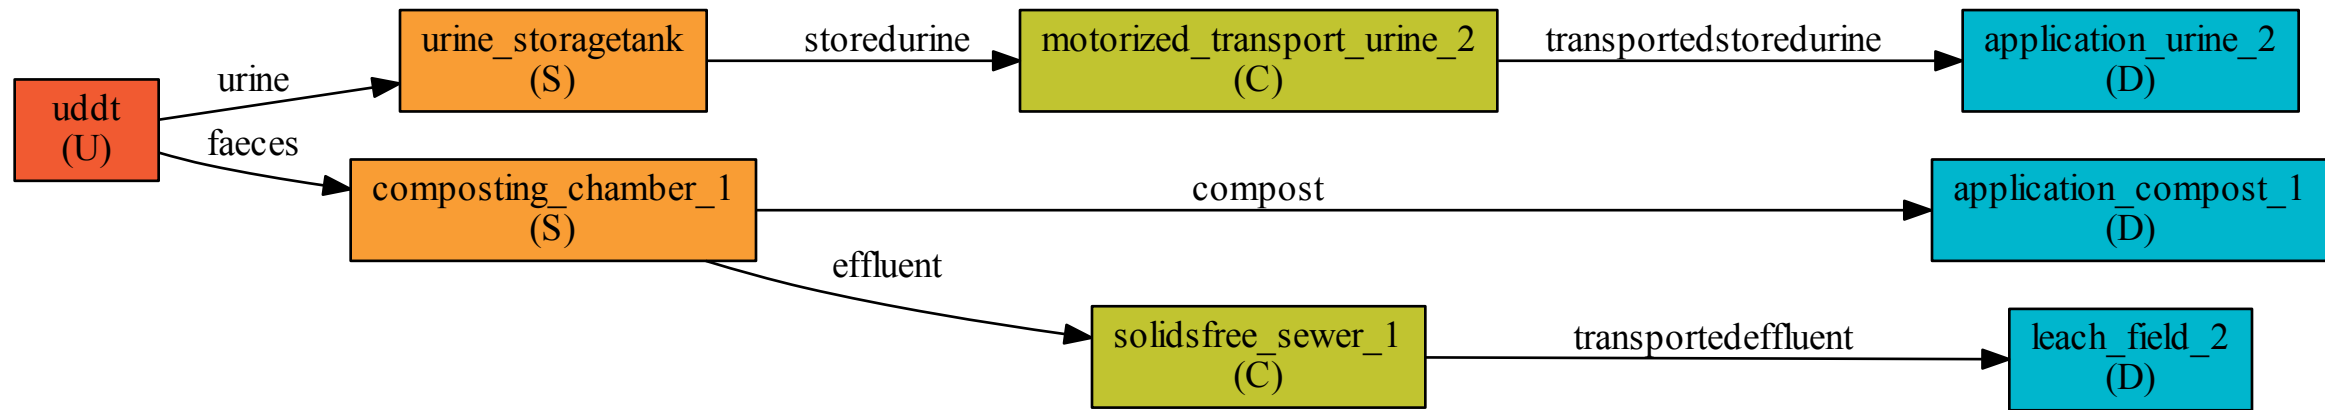 uddt
(U)
urine
faeces
urine_storagetank
(S)
storedurine
motorized_transport_urine_2
(C)
transportedstoredurine
application_urine_2
(D)
composting_chamber_1
(S)
compost
application_compost_1
(D)
effluent
solidsfree_sewer_1
(C)
transportedeffluent
leach_field_2
(D)